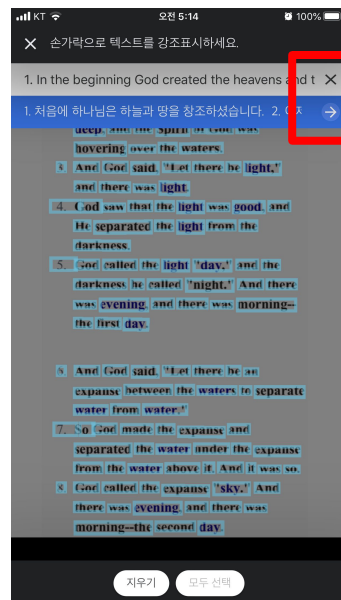 KT 오전 5:14 100%
손가락으로 텍스트를 강조표시하세요.
1. In the beginning God created the heavens and t
1. 처음에 하나님은 하늘과 땅을 창조하셨습니다. 2.
deep, and the Spirit of God was
hovering over the waters.
3 And God said, "Let there be light,"
and there was light.
4. God saw that the light was good, and
He separated the light from the
darkness.
5. God called the light "day," and the
darkness he called "night." And there
was evening, and there was morning--
the first day.
6 And God said, "Let there be an
expanse between the waters to separate
water from water."
7. So God made the expanse and
separated the water under the expanse
from the water above it. And it was so.
8 God called the expanse "sky." And
there was evening, and there was
morning--the second day.
지우기 모두 선택